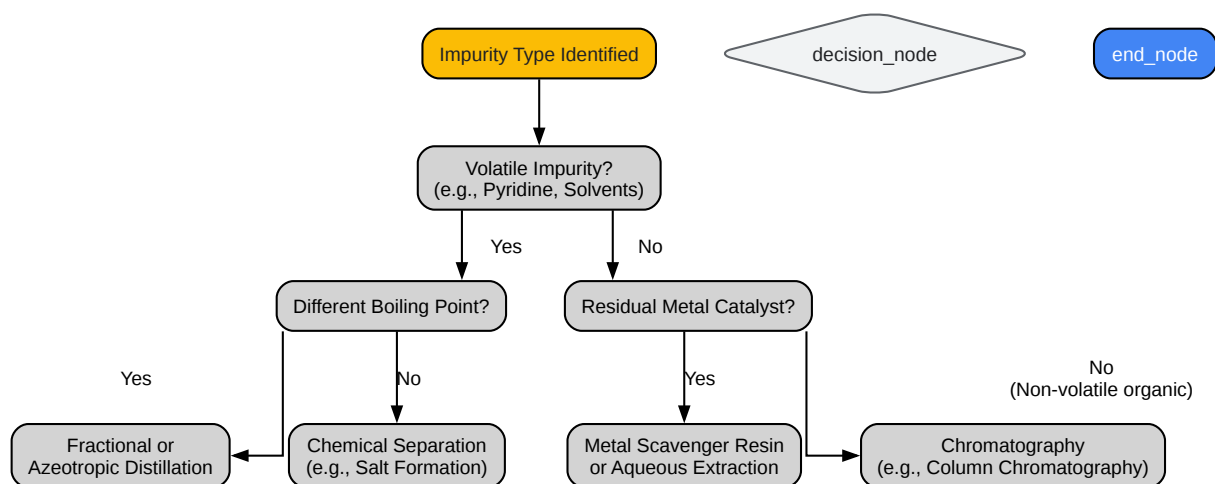 Impurity Type Identified
decision_node
end_node
Volatile Impurity?
(e.g., Pyridine, Solvents)
Yes
No
Different Boiling Point?
Residual Metal Catalyst?
Yes
No
Yes
No
(Non-volatile organic)
Fractional or
Azeotropic Distillation
Chemical Separation
(e.g., Salt Formation)
Metal Scavenger Resin
or Aqueous Extraction
Chromatography
(e.g., Column Chromatography)